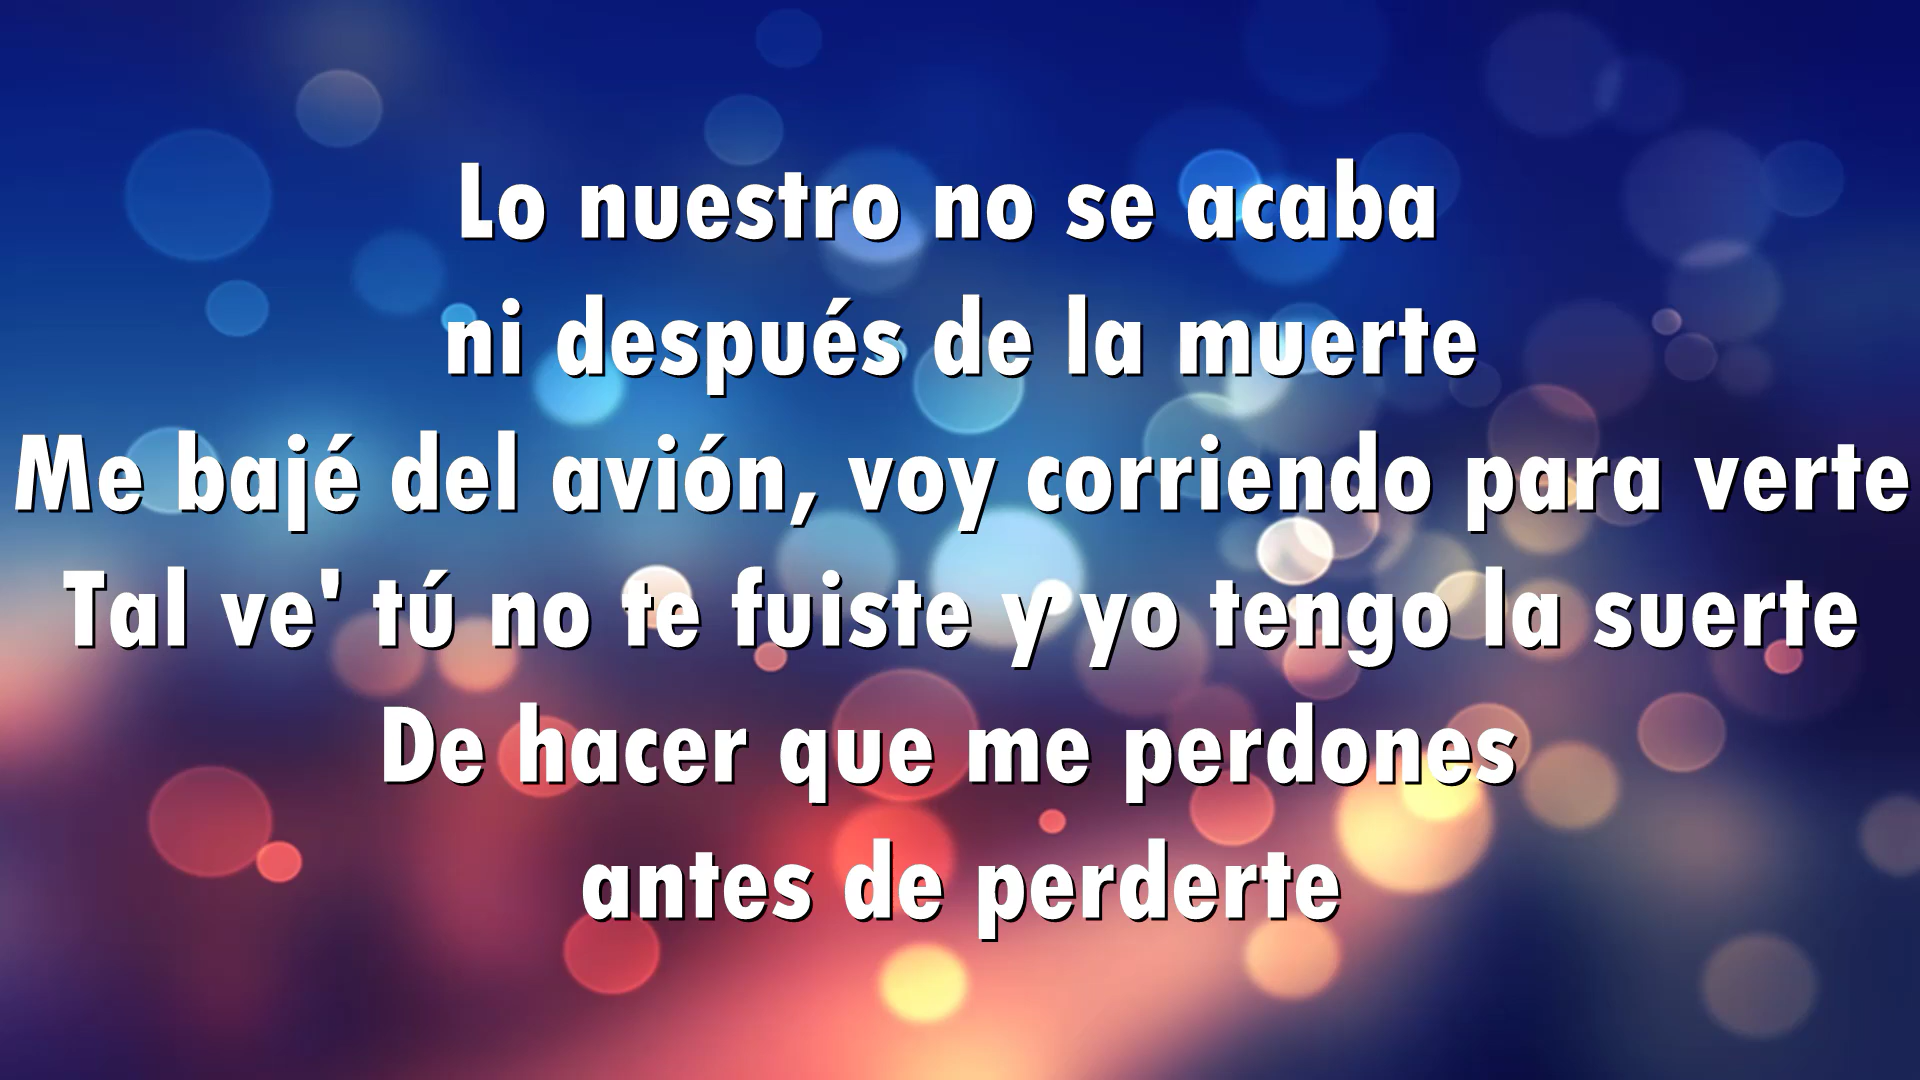 Lo nuestro no se acaba
ni después de la muerte
Me bajé del avión, voy corriendo para verte
Tal ve' tú no te fuiste y yo tengo la suerte
De hacer que me perdones
antes de perderte